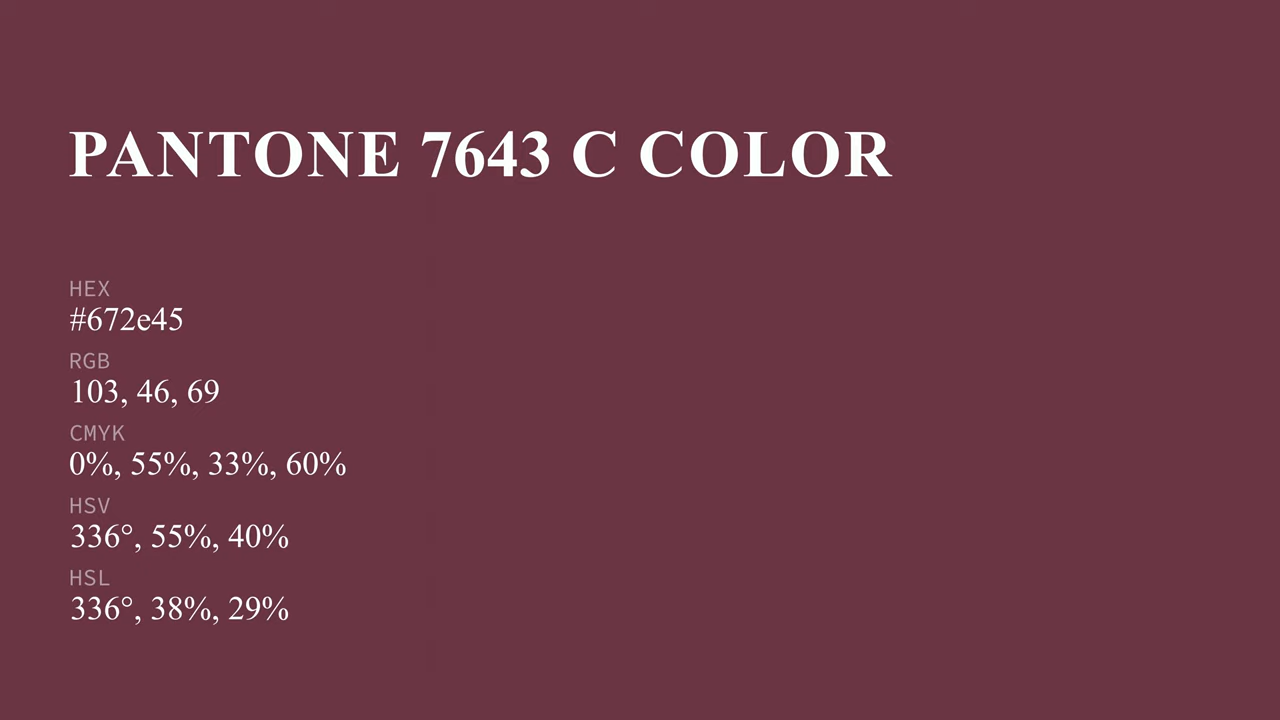 PANTONE 7643 C COLOR
HEX
#672e45
RGB
103, 46, 69
CMYK
0%, 55%, 33%, 60%
HSV
336°, 55%, 40%
HSL
336°, 38%, 29%